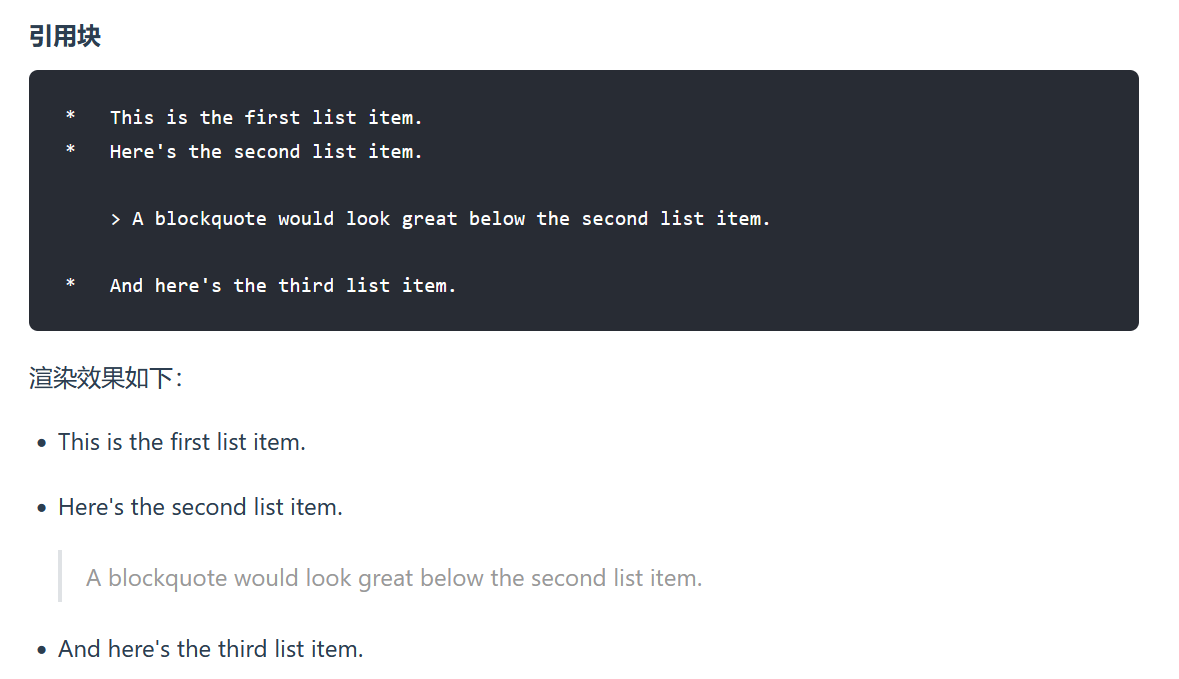 引用块
*   This is the first list item.
*   Here's the second list item.
    > A blockquote would look great below the second list item.
*   And here's the third list item.
渲染效果如下：
• This is the first list item.
• Here's the second list item.
A blockquote would look great below the second list item.
• And here's the third list item.